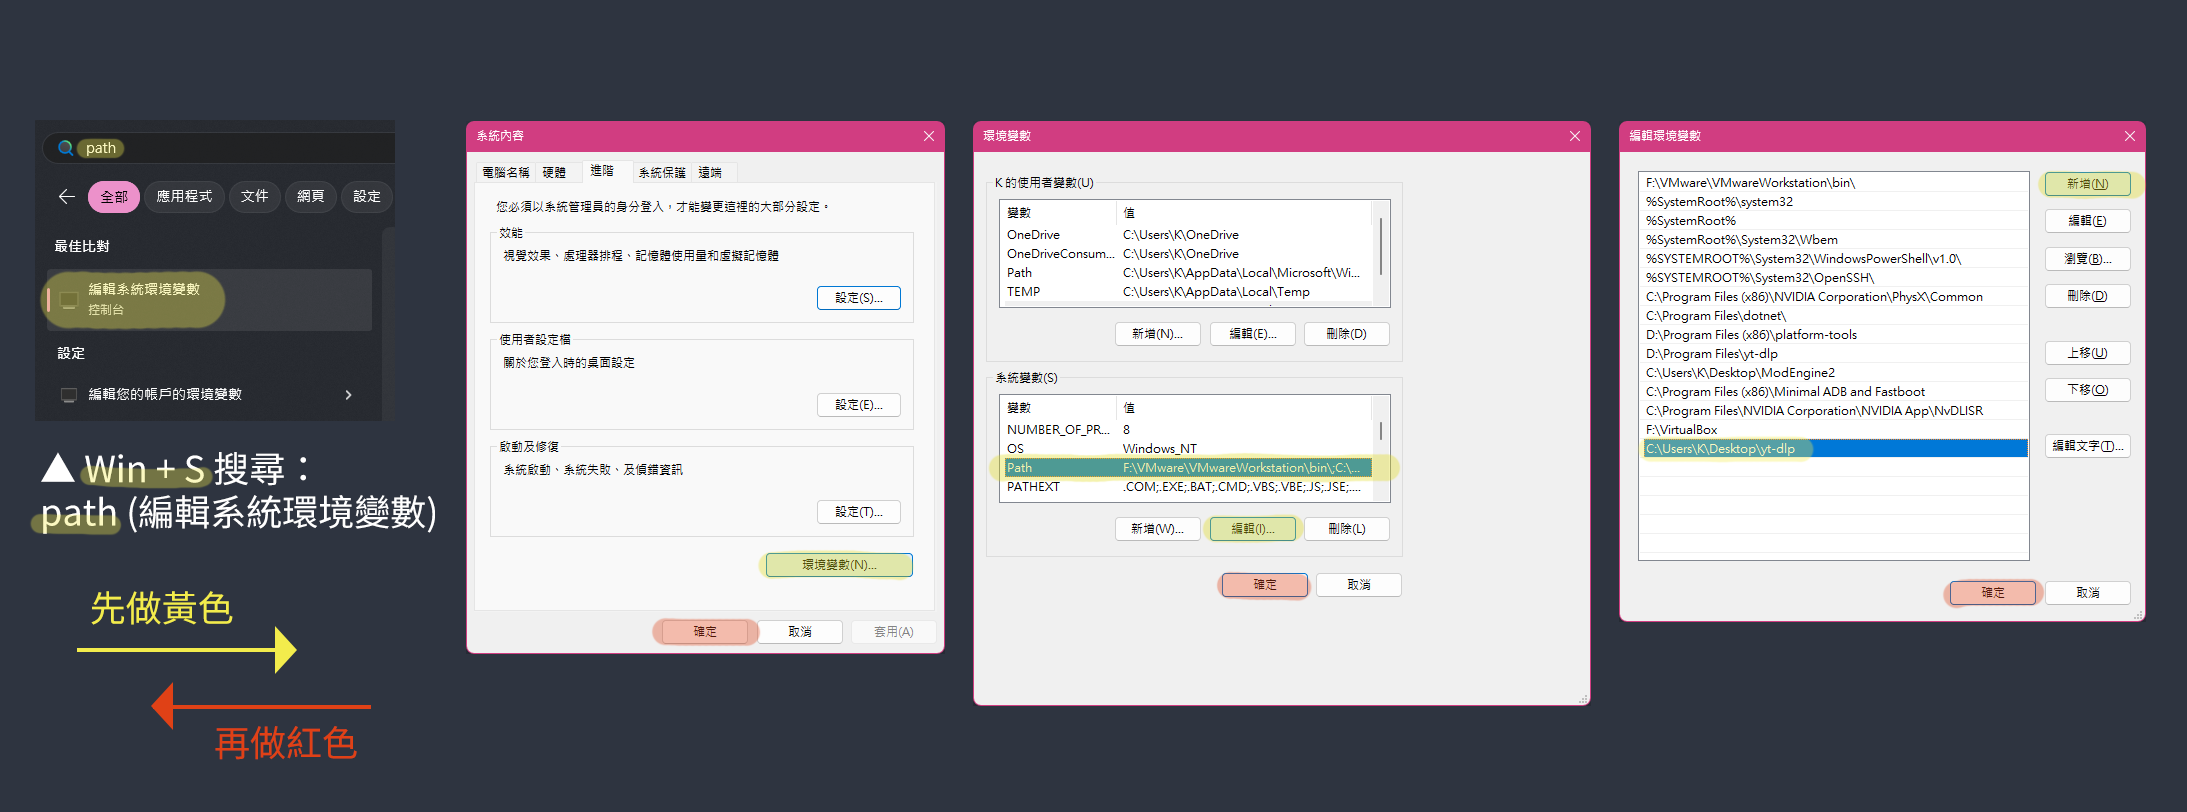 path
全部
應用程式
文件
網頁
設定
最佳比對
編輯系統環境變數
控制台
設定
編輯您的帳戶的環境變數
▲ Win + S 搜尋：
path (編輯系統環境變數)
先做黃色
再做紅色
系統內容
電腦名稱
硬體
進階
系統保護
遠端
您必須以系統管理員的身分登入，才能變更這裡的大部分設定。
效能
視覺效果、處理器排程、記憶體使用量和虛擬記憶體
設定(S)...
使用者設定檔
關於您登入時的桌面設定
設定(E)...
啟動及修復
系統啟動、系統失敗、及偵錯資訊
設定(T)...
環境變數(N)...
確定
取消
套用(A)
環境變數
K 的使用者變數(U)
變數 值
OneDrive C:\Users\K\OneDrive
OneDriveConsum... C:\Users\K\OneDrive
Path C:\Users\K\AppData\Local\Microsoft\Wi...
TEMP C:\Users\K\AppData\Local\Temp
新增(N)...
編輯(E)...
刪除(D)
系統變數(S)
變數 值
NUMBER_OF_PR... 8
OS Windows_NT
Path F:\VMware\VMwareWorkstation\bin\;C:\...
PATHEXT .COM;.EXE;.BAT;.CMD;.VBS;.VBE;.JS;.JSE;....
新增(W)...
編輯(I)...
刪除(L)
確定
取消
編輯環境變數
F:\VMware\VMwareWorkstation\bin\
%SystemRoot%\system32
%SystemRoot%
%SystemRoot%\System32\Wbem
%SYSTEMROOT%\System32\WindowsPowerShell\v1.0\
%SYSTEMROOT%\System32\OpenSSH\
C:\Program Files (x86)\NVIDIA Corporation\PhysX\Common
C:\Program Files\dotnet\
D:\Program Files (x86)\platform-tools
D:\Program Files\yt-dlp
C:\Users\K\Desktop\ModEngine2
C:\Program Files (x86)\Minimal ADB and Fastboot
C:\Program Files\NVIDIA Corporation\NVIDIA App\NvDLISR
F:\VirtualBox
C:\Users\K\Desktop\yt-dlp
新增(N)
編輯(E)
瀏覽(B)...
刪除(D)
上移(U)
下移(O)
編輯文字(T)...
確定
取消